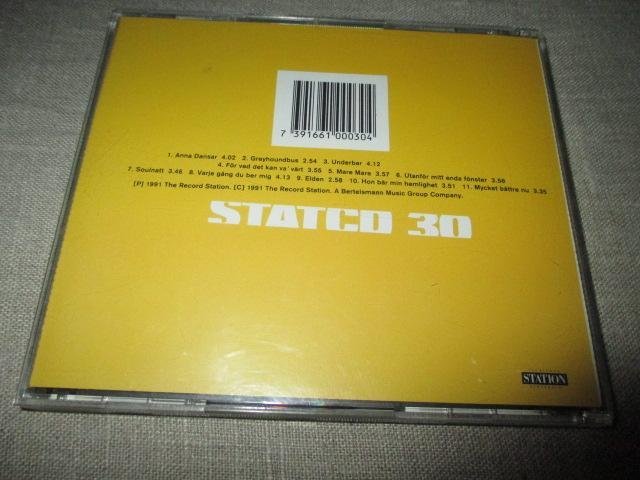 7 391661 000304
1. Anna Dansar 4.02 2. Greyhoundbus 2.54 3. Underbar 4.12
4. För vad det kan va' värt 3.55 5. Mare Mare 3.57 6. Utanför mitt enda fönster 3.56
7. Soulnatt 3.46 8. Varje gång du ber mig 4.13 9. Elden 2.58 10. Hon bär min hemlighet 3.51 11. Mycket bättre nu 3.35
[P] 1991 The Record Station. [C] 1991 The Record Station. A Bertelsmann Music Group Company.
STATCD 30
STATION